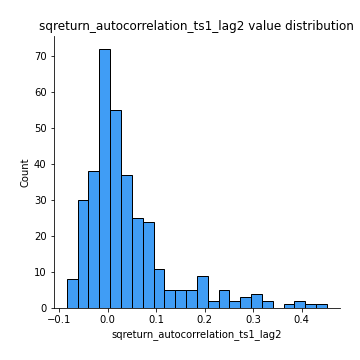 sqreturn_autocorrelation_ts1_lag2 value distribution
70
60
50
40
30
20
10
0
Count
−0.1 0.0 0.1 0.2 0.3 0.4
sqreturn_autocorrelation_ts1_lag2